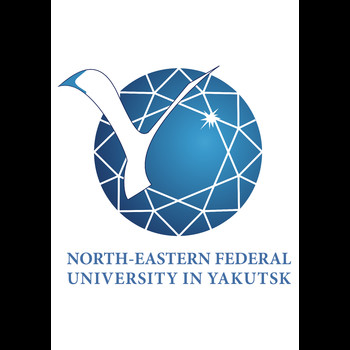 NORTH-EASTERN FEDERAL
UNIVERSITY IN YAKUTSK